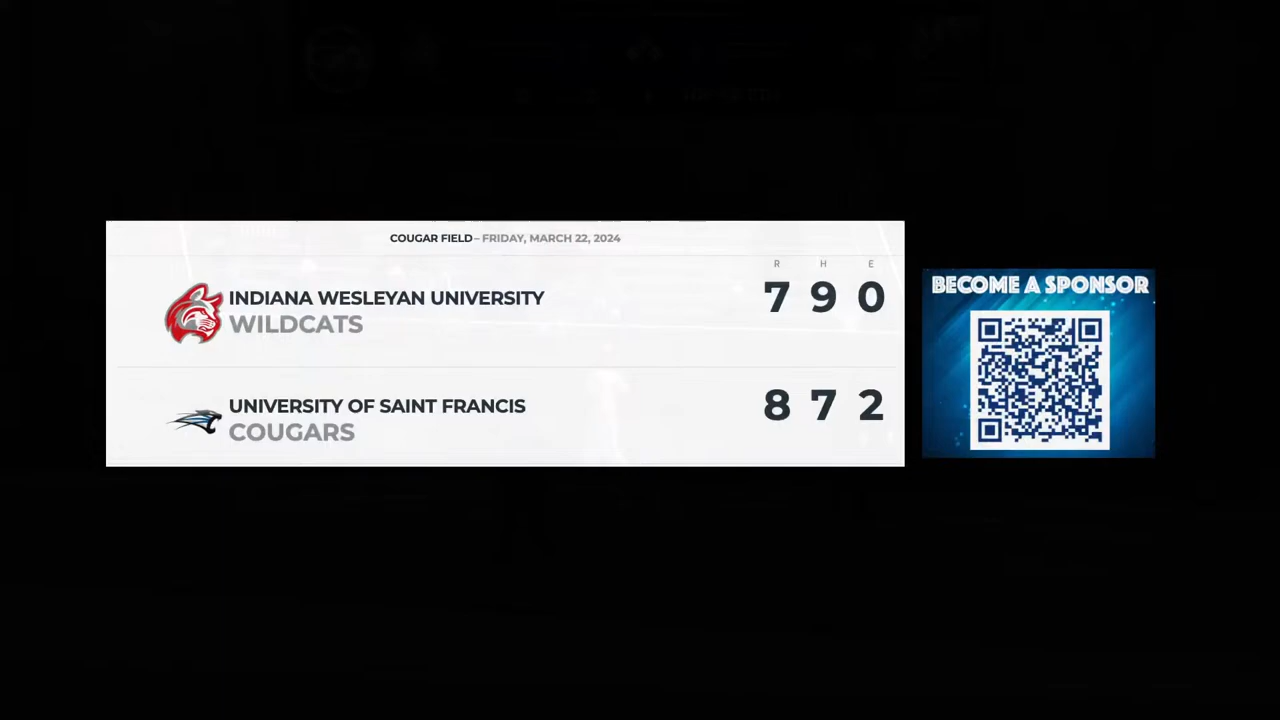 COUGAR FIELD – FRIDAY, MARCH 22, 2024
R H E
INDIANA WESLEYAN UNIVERSITY
WILDCATS
7 9 0
UNIVERSITY OF SAINT FRANCIS
COUGARS
8 7 2
BECOME A SPONSOR